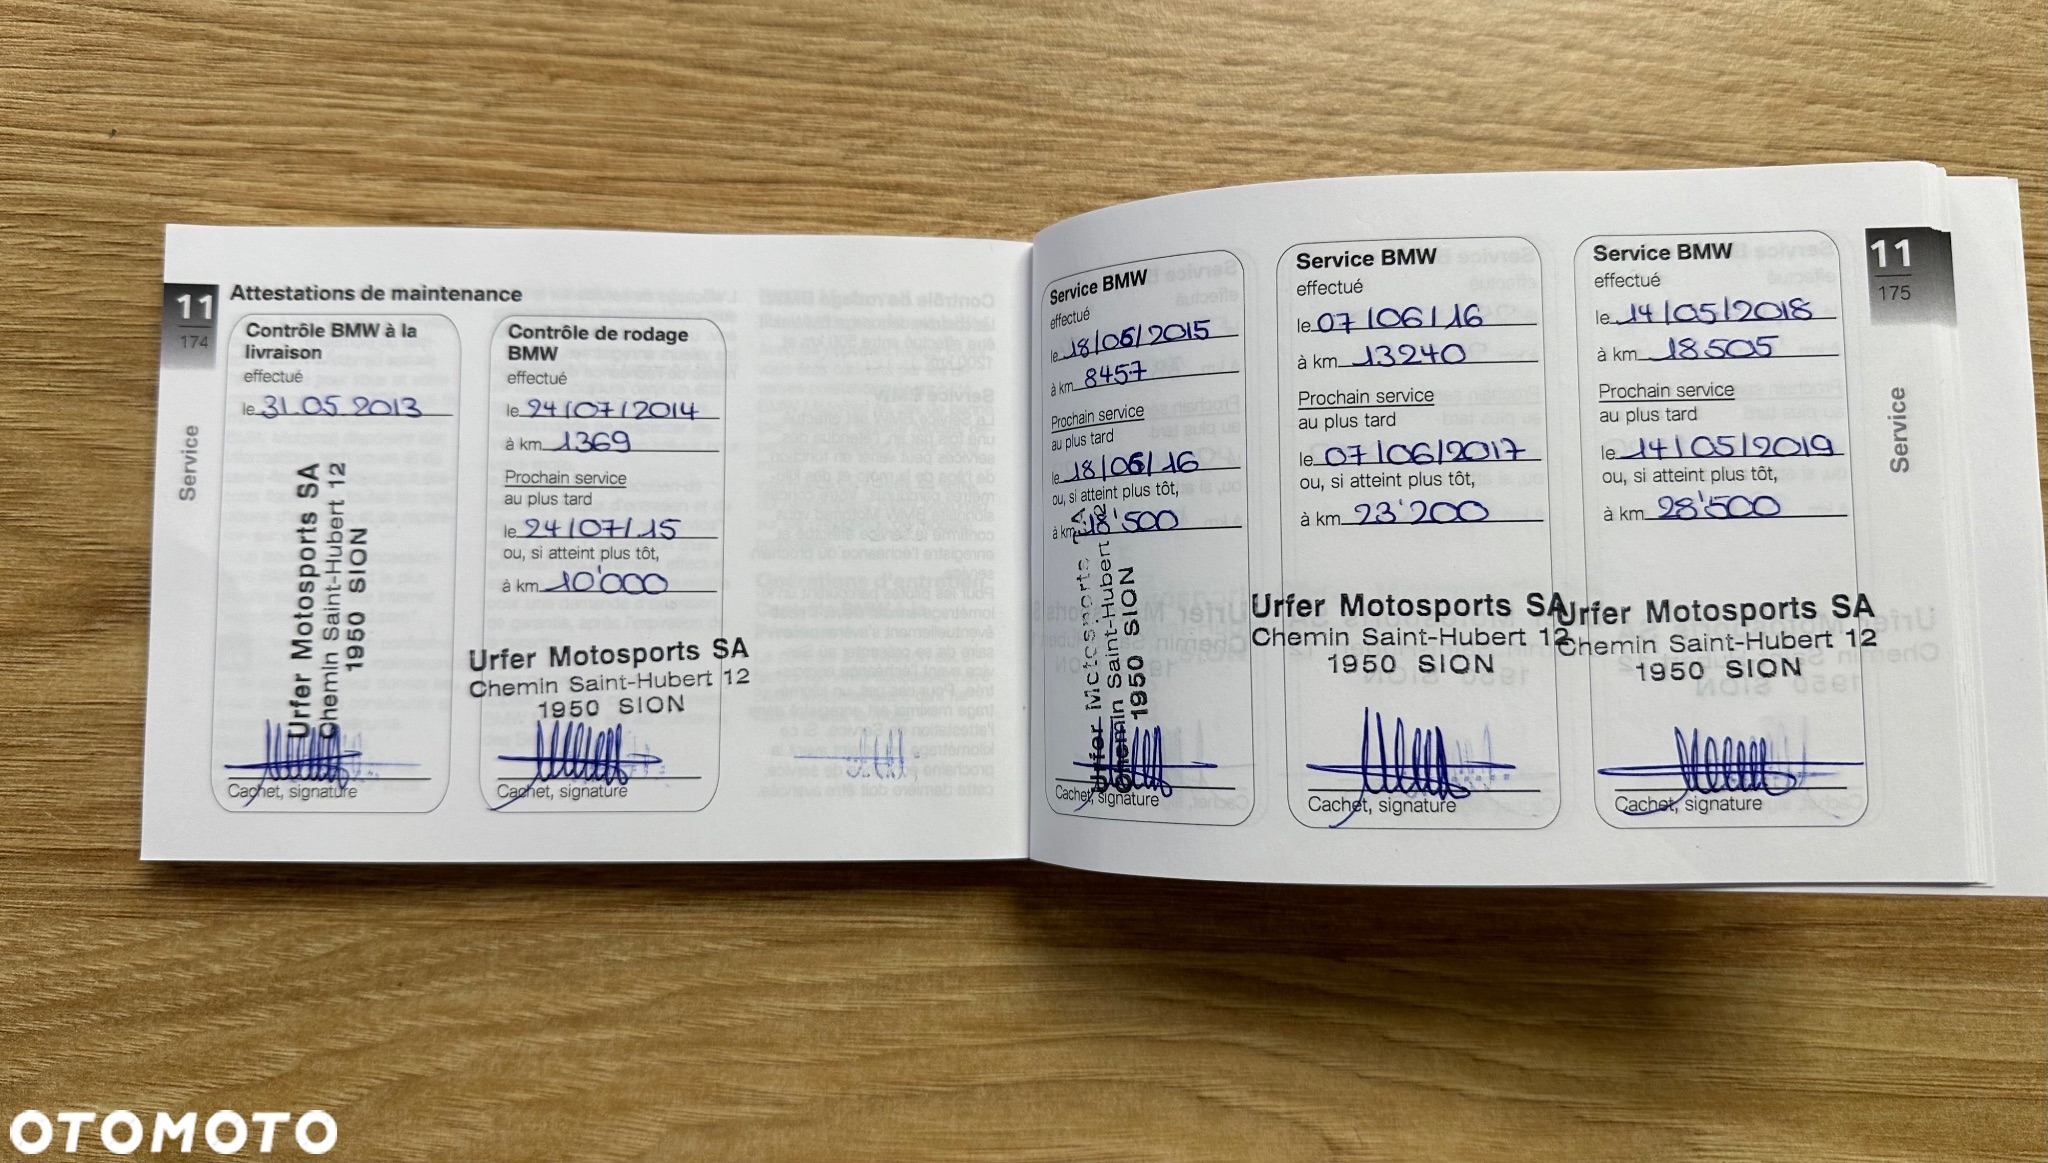 11
174
Service
Attestations de maintenance
Contrôle BMW à la
livraison
effectué
le 31.05.2013
Urfer Motosports SA
Chemin Saint-Hubert 12
1950 SION
Cachet, signature
Contrôle de rodage
BMW
effectué
le 24/07/2014
à km 1369
Prochain service
au plus tard
le 24/07/15
ou, si atteint plus tôt,
à km 10'000
Urfer Motosports SA
Chemin Saint-Hubert 12
1950 SION
Cachet, signature
Service BMW
effectué
le 18/06/2015
à km 8457
Prochain service
au plus tard
le 18/06/16
ou, si atteint plus tôt,
à km 18'500
Urfer Motosports SA
Chemin Saint-Hubert 12
1950 SION
Cachet, signature
Service BMW
effectué
le 07/06/16
à km 13240
Prochain service
au plus tard
le 07/06/2017
ou, si atteint plus tôt,
à km 23'200
Urfer Motosports SA
Chemin Saint-Hubert 12
1950 SION
Cachet, signature
Service BMW
effectué
le 14/05/2018
à km 18505
Prochain service
au plus tard
le 14/05/2019
ou, si atteint plus tôt,
à km 28'500
Urfer Motosports SA
Chemin Saint-Hubert 12
1950 SION
Cachet, signature
11
175
Service
OTOMOTO